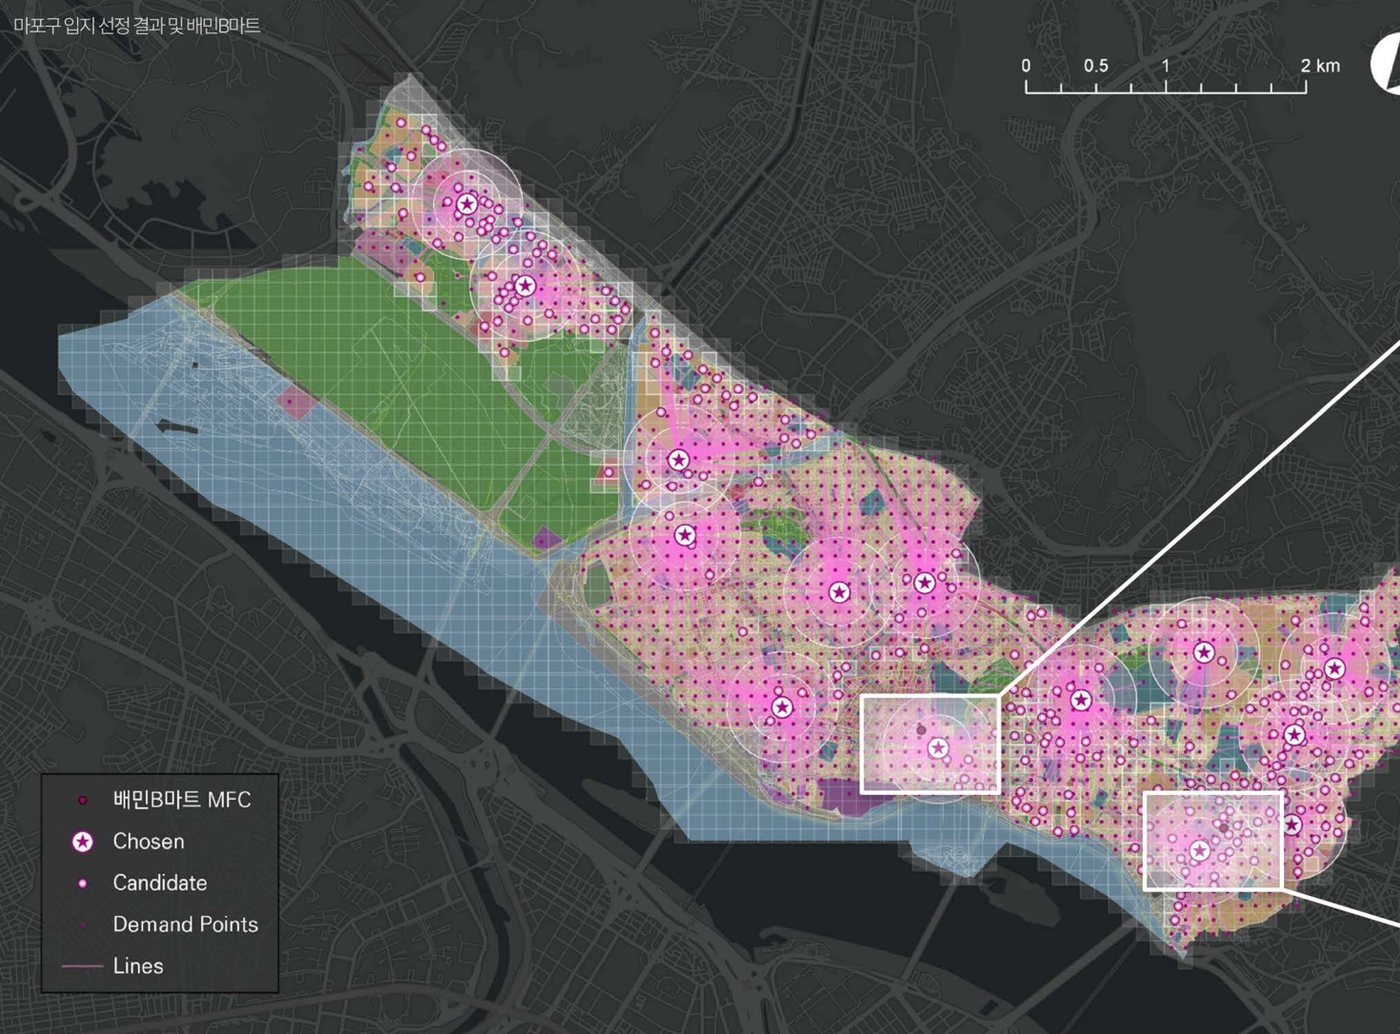 마포구 입지 선정 결과 및 배민B마트
0 0.5 1 2 km
배민B마트 MFC
Chosen
Candidate
Demand Points
Lines